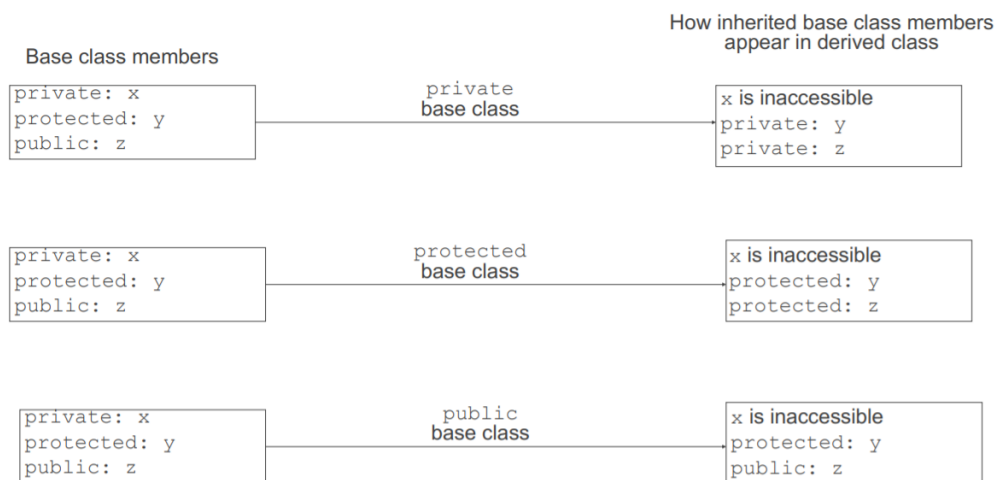 How inherited base class members
appear in derived class
Base class members
private: x
protected: y
public: z
private
base class
x is inaccessible
private: y
private: z
private: x
protected: y
public: z
protected
base class
x is inaccessible
protected: y
protected: z
private: x
protected: y
public: z
public
base class
x is inaccessible
protected: y
public: z